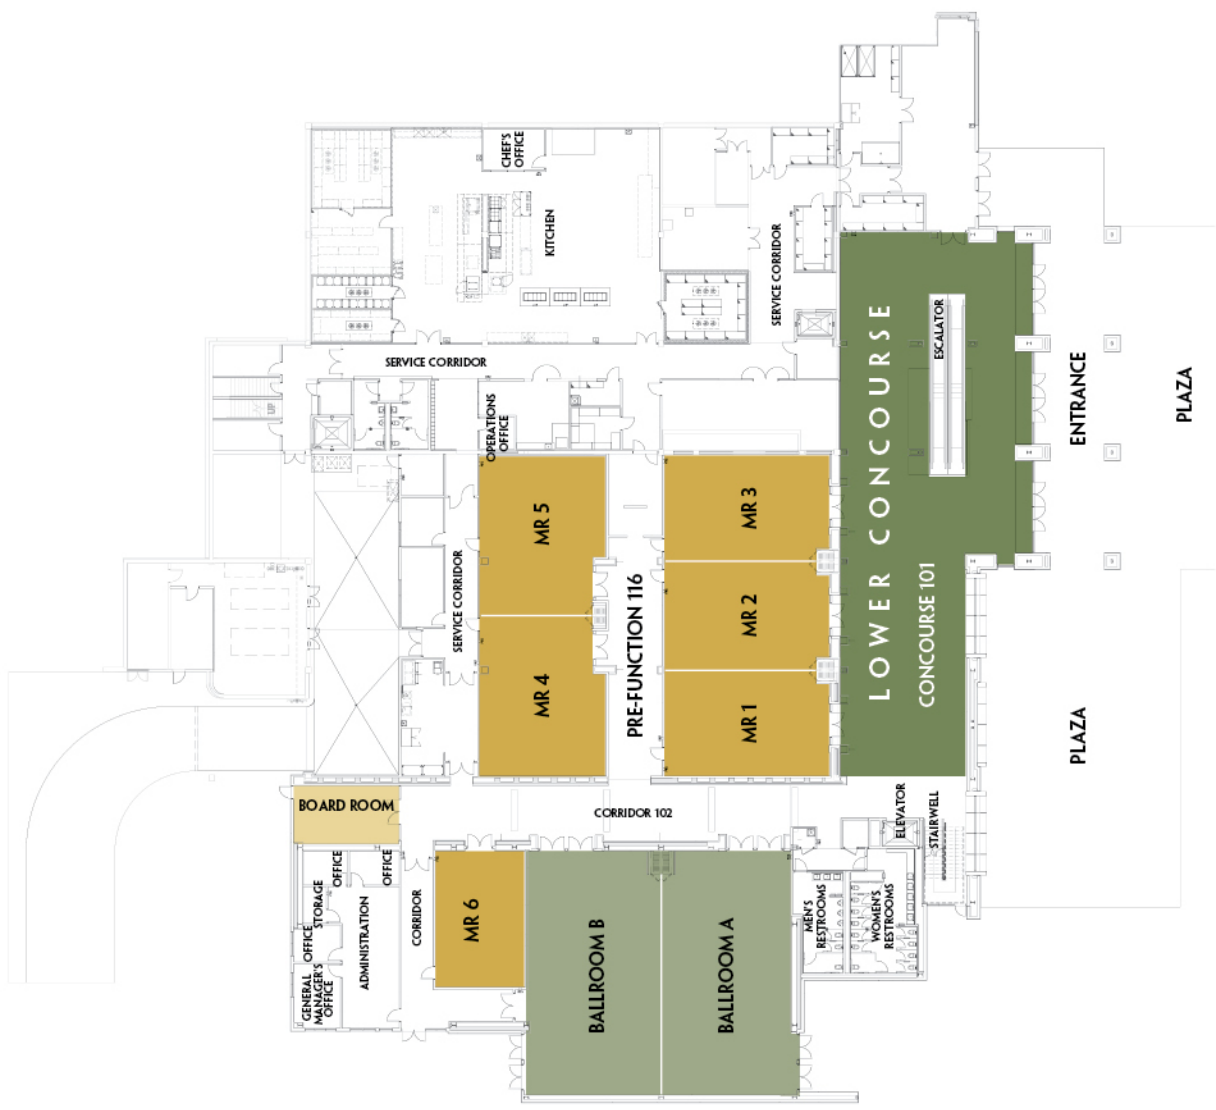 CHEF'S
OFFICE
KITCHEN
SERVICE CORRIDOR
SERVICE CORRIDOR
ESCALATOR
LOWER CONCOURSE
CONCOURSE 101
ENTRANCE
PLAZA
UP
OPERATIONS
OFFICE
MR 5
MR 3
SERVICE CORRIDOR
PRE-FUNCTION 116
MR 2
MR 4
MR 1
PLAZA
BOARD ROOM
CORRIDOR 102
ELEVATOR
STAIRWELL
OFFICE
OFFICE
STORAGE
CORRIDOR
MR 6
MEN'S
RESTROOMS
WOMEN'S
RESTROOMS
OFFICE
ADMINISTRATION
BALLROOM B
BALLROOM A
GENERAL
MANAGER'S
OFFICE